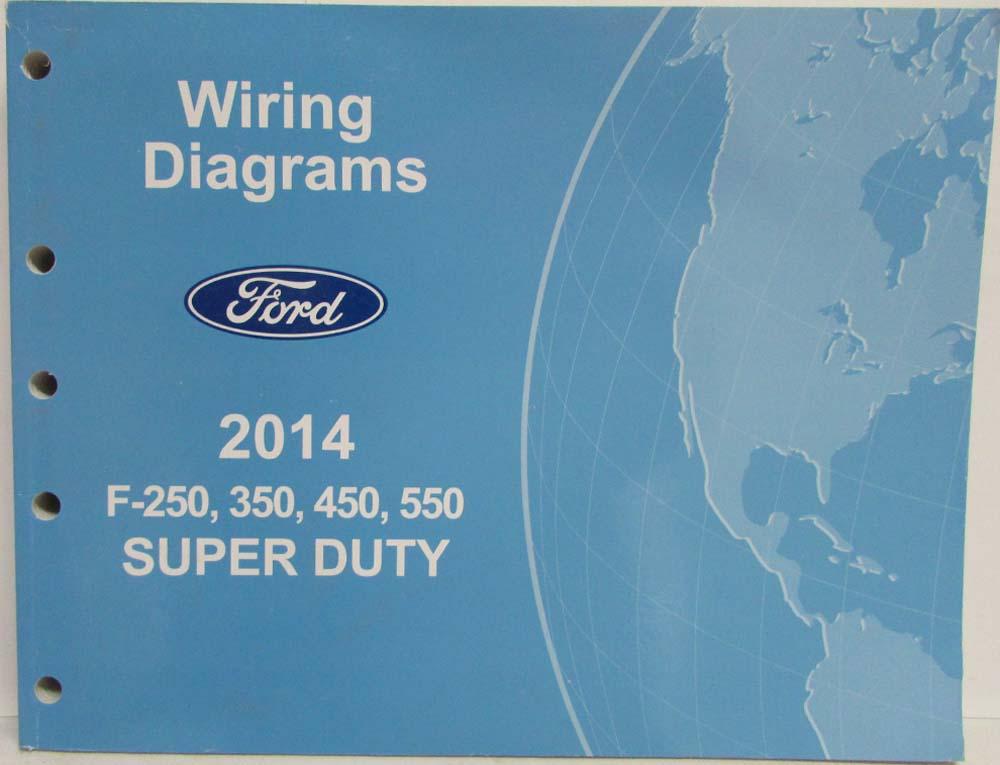 Wiring
Diagrams
Ford
2014
F-250, 350, 450, 550
SUPER DUTY